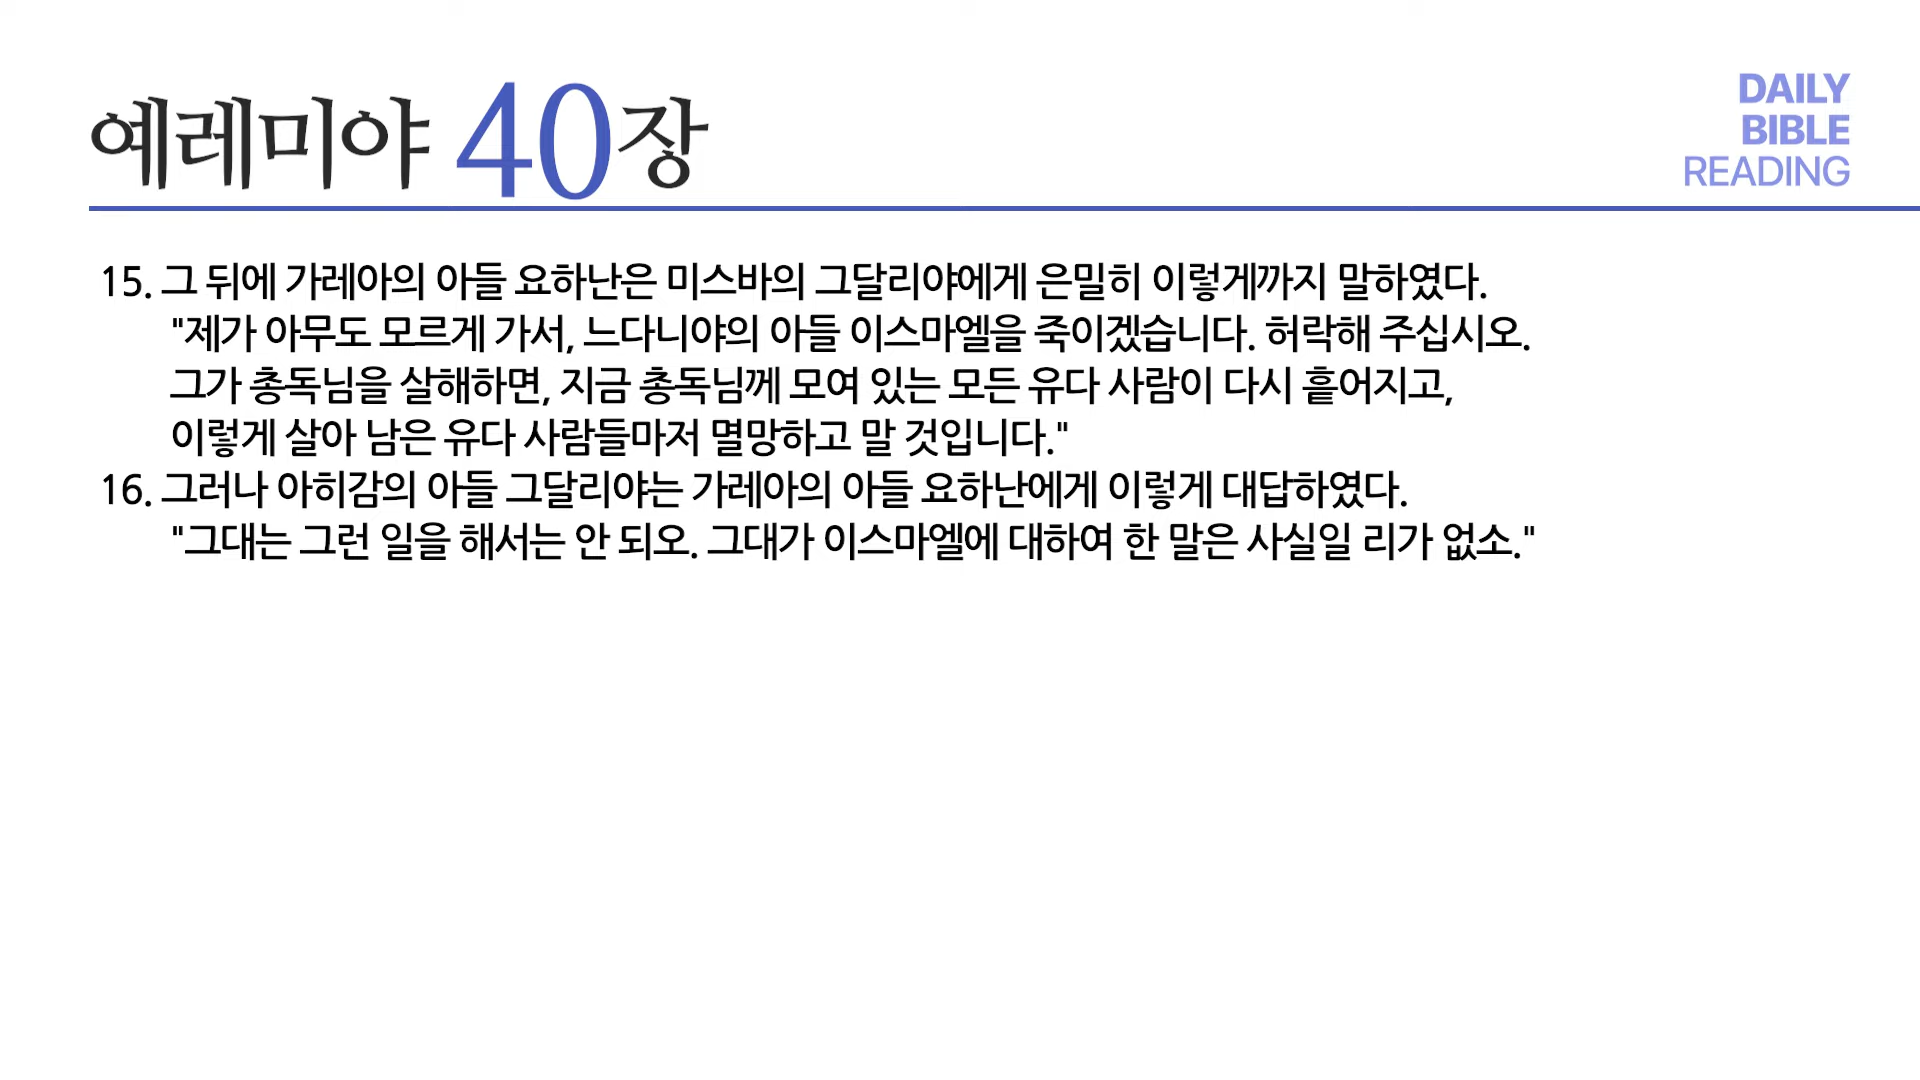 예레미야 40장
DAILY
BIBLE
READING
15. 그 뒤에 가레아의 아들 요하난은 미스바의 그달리야에게 은밀히 이렇게까지 말하였다.
"제가 아무도 모르게 가서, 느다니야의 아들 이스마엘을 죽이겠습니다. 허락해 주십시오.
그가 총독님을 살해하면, 지금 총독님께 모여 있는 모든 유다 사람이 다시 흩어지고,
이렇게 살아 남은 유다 사람들마저 멸망하고 말 것입니다."
16. 그러나 아히감의 아들 그달리야는 가레아의 아들 요하난에게 이렇게 대답하였다.
"그대는 그런 일을 해서는 안 되오. 그대가 이스마엘에 대하여 한 말은 사실일 리가 없소."